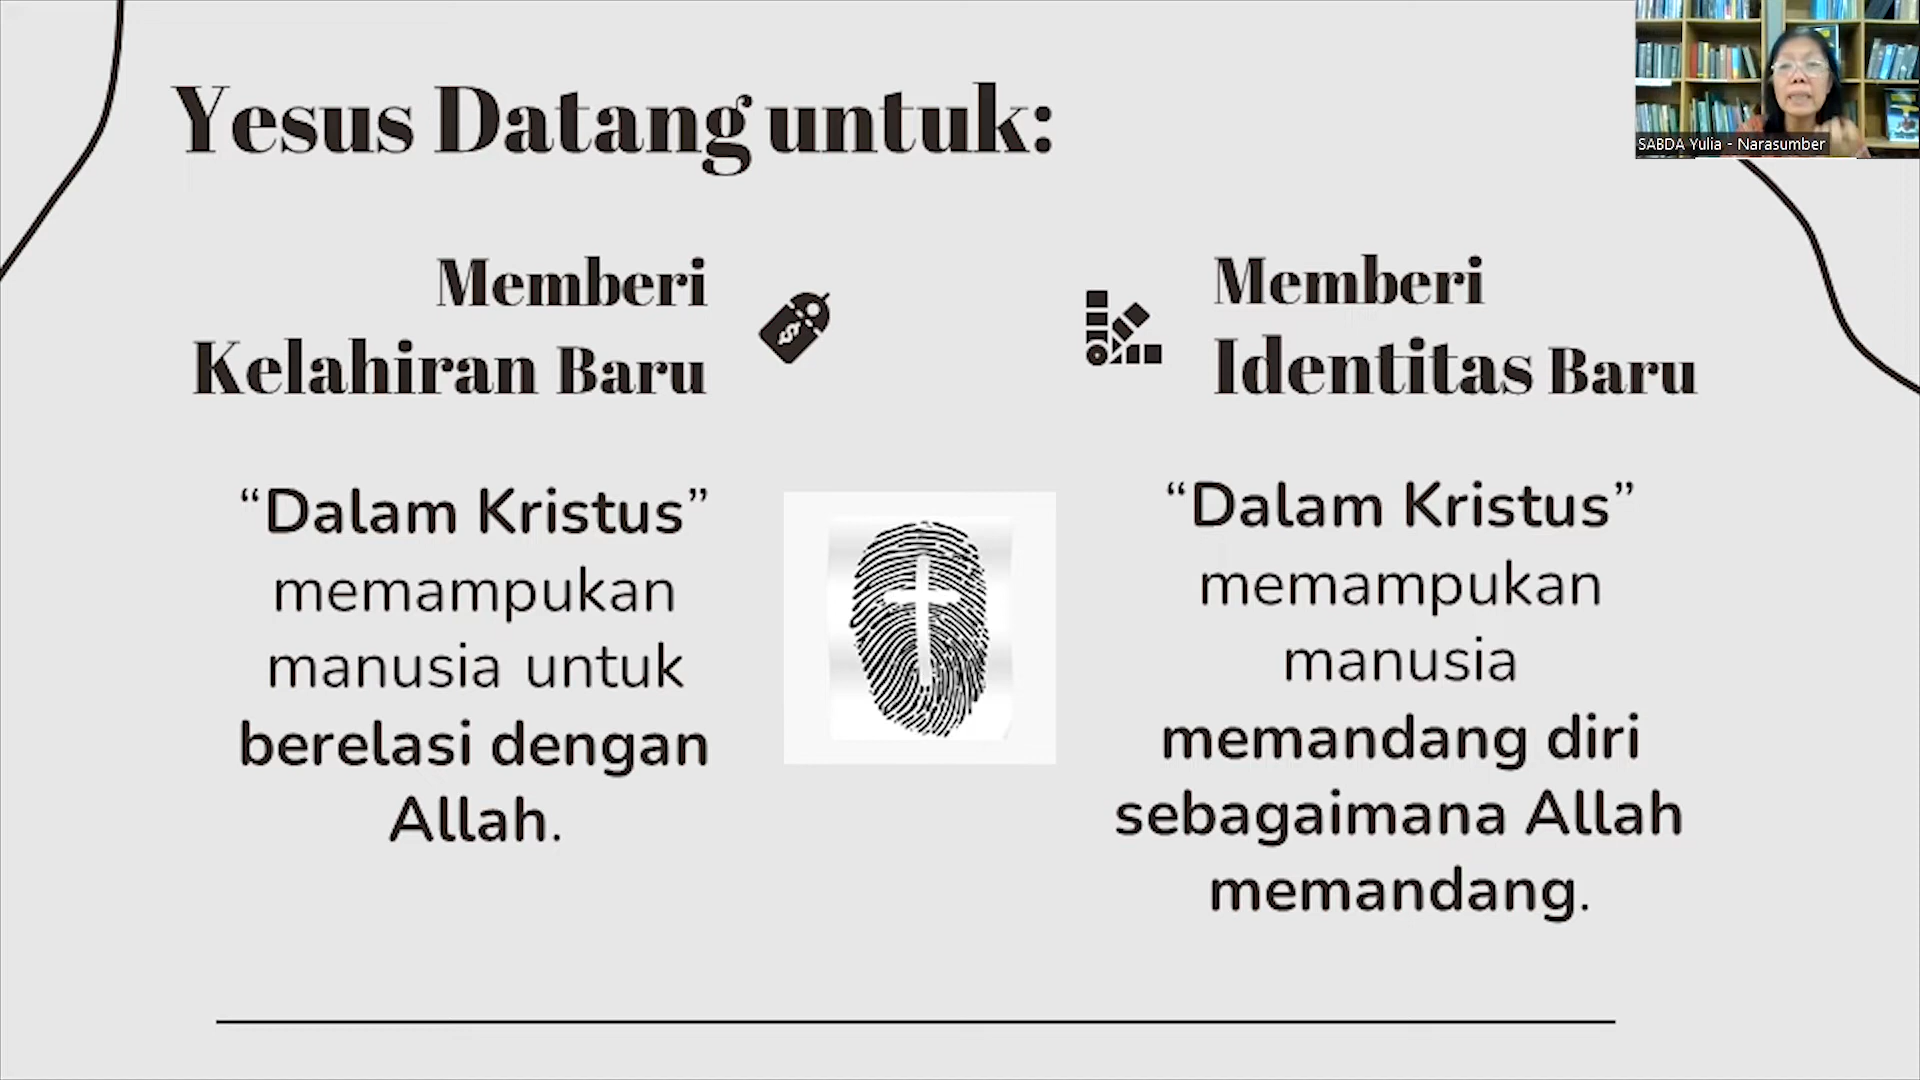 Yesus Datang untuk:
SABDA Yulia - Narasumber
Memberi
Kelahiran Baru
$
Memberi
Identitas Baru
“Dalam Kristus”
memampukan
manusia untuk
berelasi dengan
Allah.
“Dalam Kristus”
memampukan
manusia
memandang diri
sebagaimana Allah
memandang.